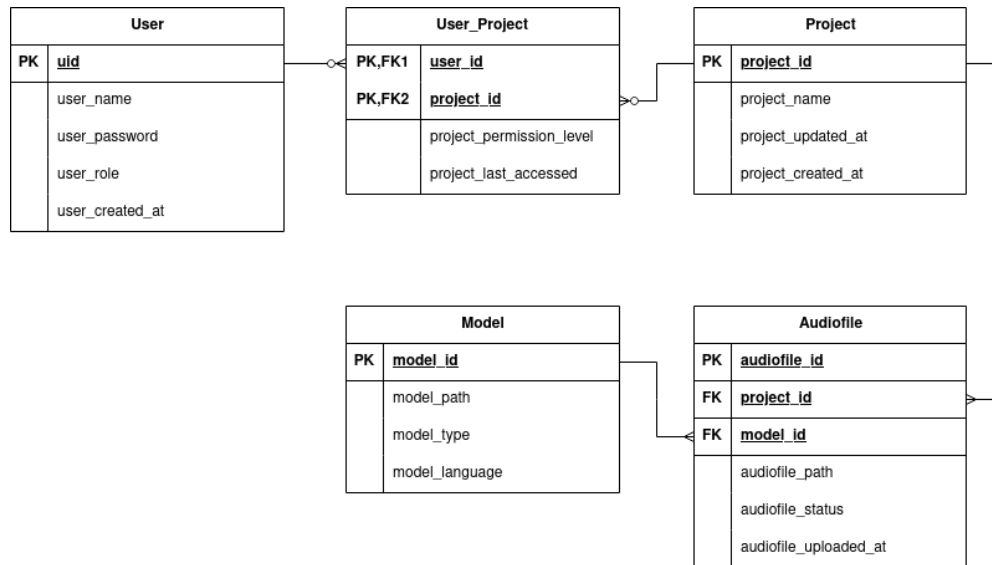 User
PK uid
user_name
user_password
user_role
user_created_at
User_Project
PK,FK1 user_id
PK,FK2 project_id
project_permission_level
project_last_accessed
Project
PK project_id
project_name
project_updated_at
project_created_at
Model
PK model_id
model_path
model_type
model_language
Audiofile
PK audiofile_id
FK project_id
FK model_id
audiofile_path
audiofile_status
audiofile_uploaded_at